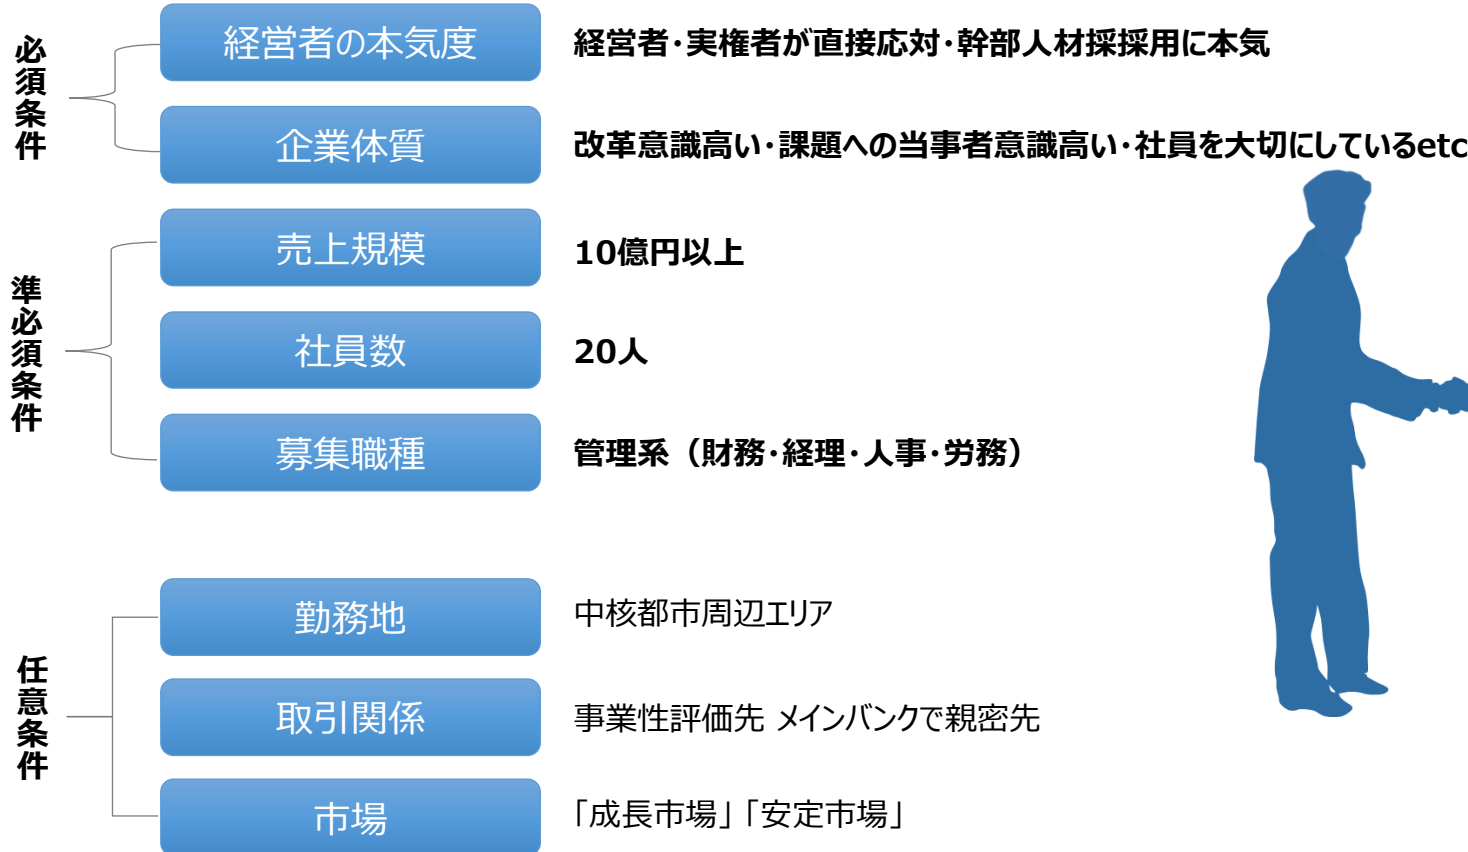 必須条件
経営者の本気度
経営者・実権者が直接応対・幹部人材採採用に本気
企業体質
改革意識高い・課題への当事者意識高い・社員を大切にしているetc
準必須条件
売上規模
10億円以上
社員数
20人
募集職種
管理系（財務・経理・人事・労務）
任意条件
勤務地
中核都市周辺エリア
取引関係
事業性評価先 メインバンクで親密先
市場
「成長市場」「安定市場」